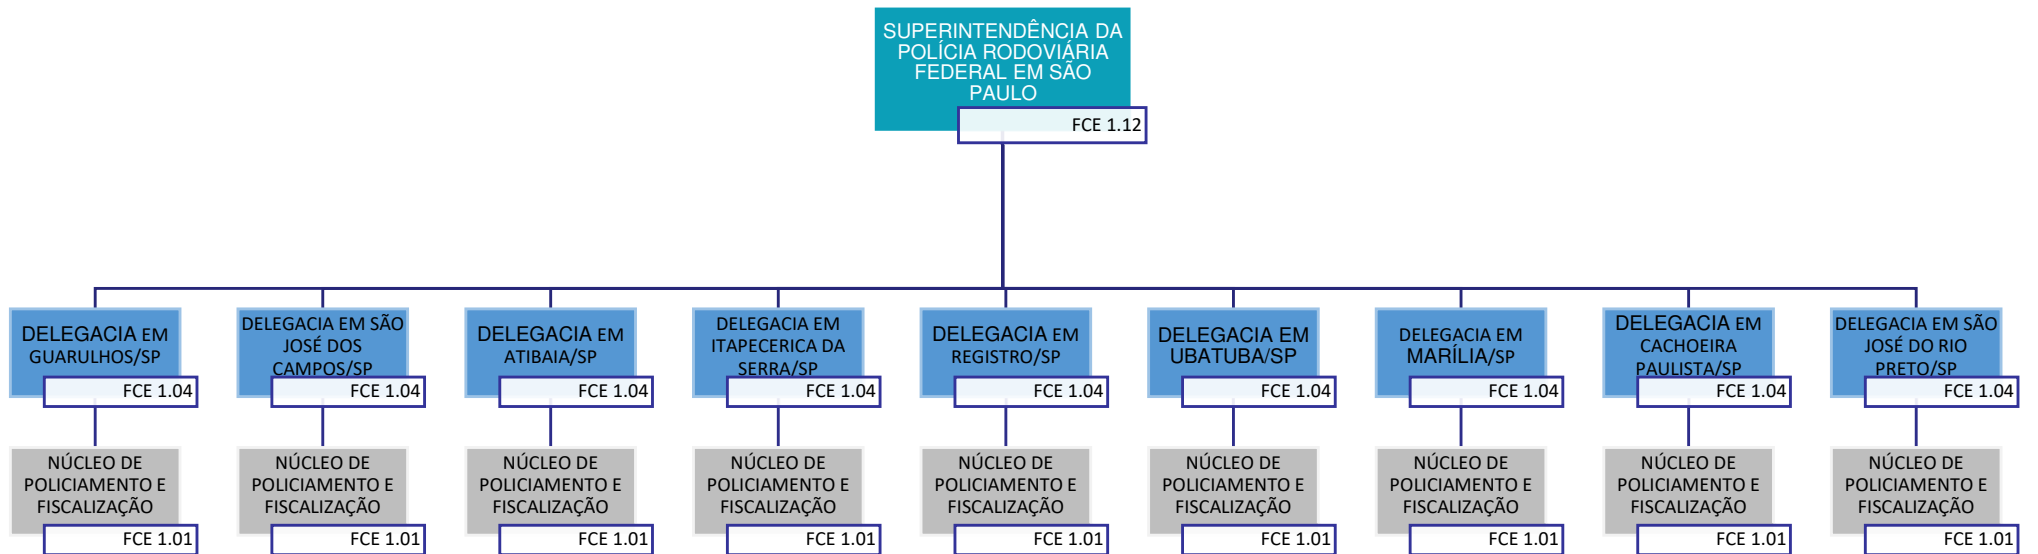 SUPERINTENDÊNCIA DA
POLÍCIA RODOVIÁRIA
FEDERAL EM SÃO
PAULO
FCE 1.12
DELEGACIA EM
GUARULHOS/SP
FCE 1.04
DELEGACIA EM SÃO
JOSÉ DOS
CAMPOS/SP
FCE 1.04
DELEGACIA EM
ATIBAIA/SP
FCE 1.04
DELEGACIA EM
ITAPECERICA DA
SERRA/SP
FCE 1.04
DELEGACIA EM
REGISTRO/SP
FCE 1.04
DELEGACIA EM
UBATUBA/SP
FCE 1.04
DELEGACIA EM
MARÍLIA/SP
FCE 1.04
DELEGACIA EM
CACHOEIRA
PAULISTA/SP
FCE 1.04
DELEGACIA EM SÃO
JOSÉ DO RIO
PRETO/SP
FCE 1.04
NÚCLEO DE
POLICIAMENTO E
FISCALIZAÇÃO
FCE 1.01
NÚCLEO DE
POLICIAMENTO E
FISCALIZAÇÃO
FCE 1.01
NÚCLEO DE
POLICIAMENTO E
FISCALIZAÇÃO
FCE 1.01
NÚCLEO DE
POLICIAMENTO E
FISCALIZAÇÃO
FCE 1.01
NÚCLEO DE
POLICIAMENTO E
FISCALIZAÇÃO
FCE 1.01
NÚCLEO DE
POLICIAMENTO E
FISCALIZAÇÃO
FCE 1.01
NÚCLEO DE
POLICIAMENTO E
FISCALIZAÇÃO
FCE 1.01
NÚCLEO DE
POLICIAMENTO E
FISCALIZAÇÃO
FCE 1.01
NÚCLEO DE
POLICIAMENTO E
FISCALIZAÇÃO
FCE 1.01